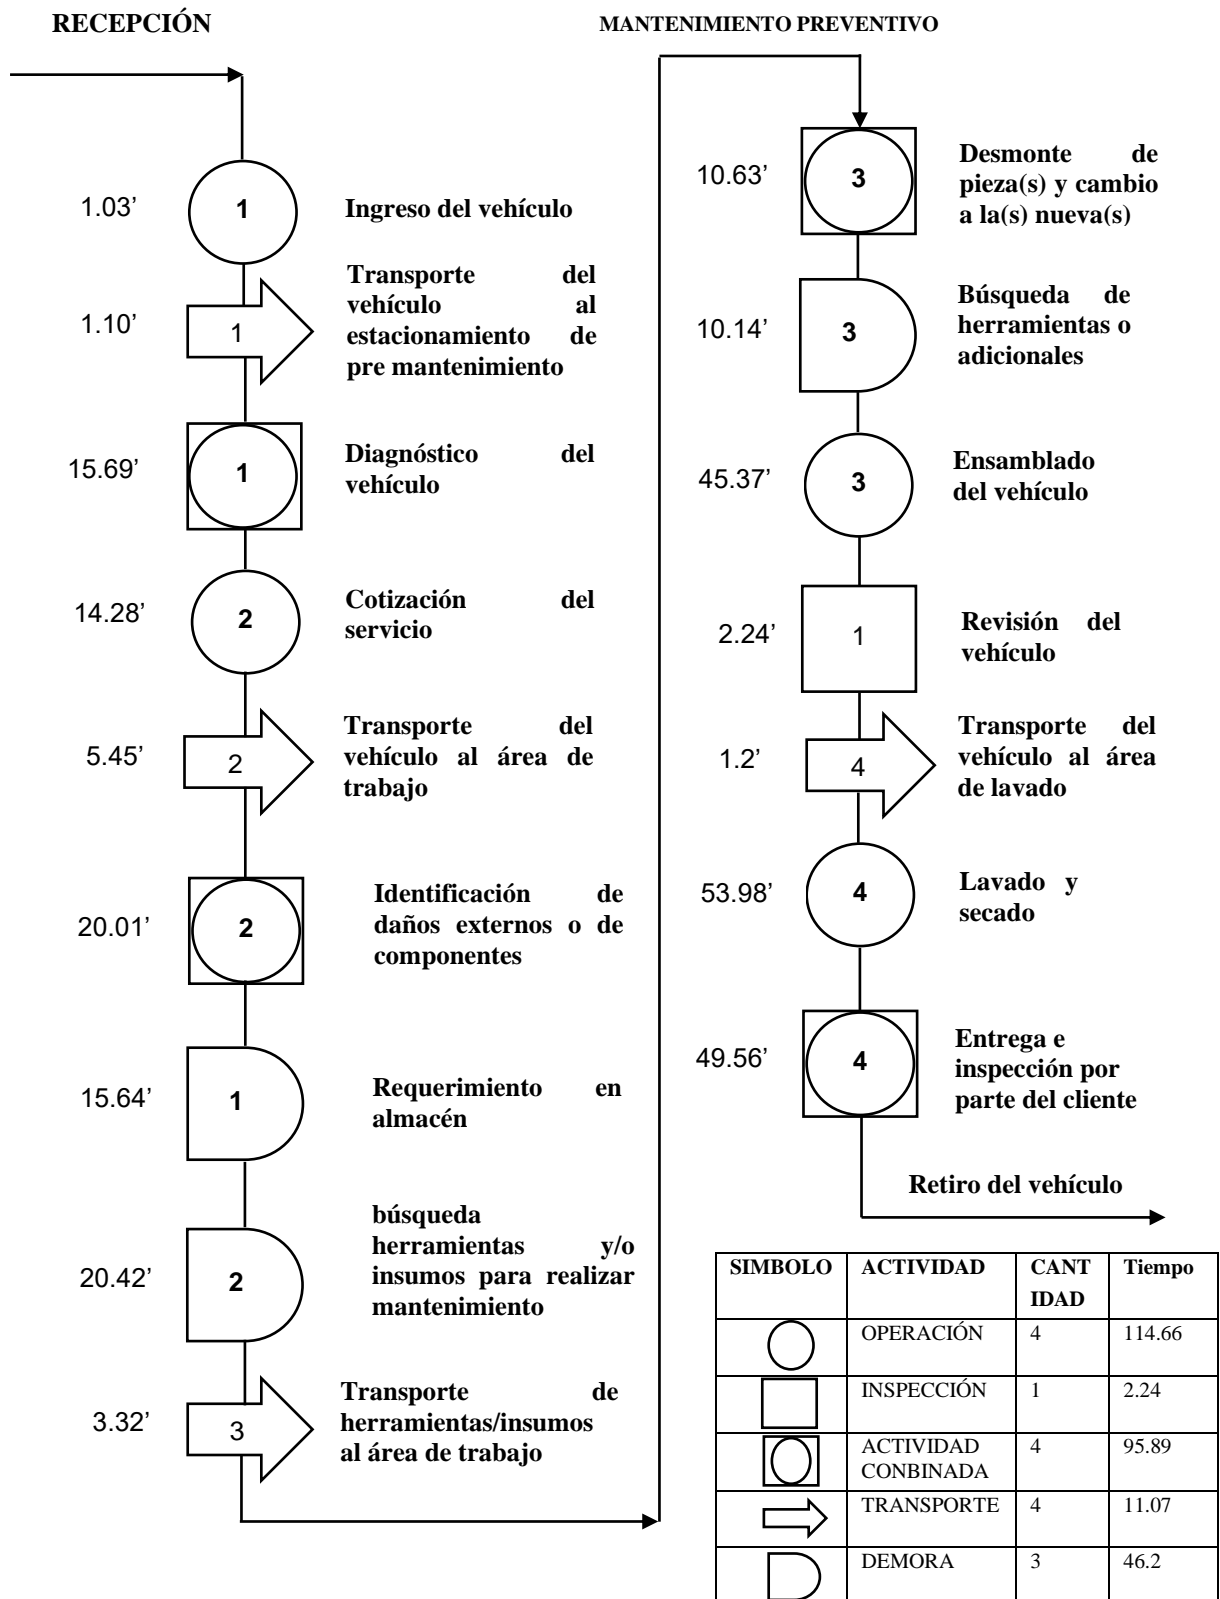 RECEPCIÓN
1.03’
1
Ingreso del vehículo
1.10’
1
Transporte del
vehículo al
estacionamiento de
pre mantenimiento
15.69’
1
Diagnóstico del
vehículo
14.28’
2
Cotización del
servicio
5.45’
2
Transporte del
vehículo al área de
trabajo
20.01’
2
Identificación de
daños externos o de
componentes
15.64’
1
Requerimiento en
almacén
20.42’
2
búsqueda
herramientas y/o
insumos para realizar
mantenimiento
3.32’
3
Transporte de
herramientas/insumos
al área de trabajo
MANTENIMIENTO PREVENTIVO
10.63’
3
Desmonte de
pieza(s) y cambio
a la(s) nueva(s)
10.14’
3
Búsqueda de
herramientas o
adicionales
45.37’
3
Ensamblado
del vehículo
2.24’
1
Revisión del
vehículo
1.2’
4
Transporte del
vehículo al área
de lavado
53.98’
4
Lavado y
secado
49.56’
4
Entrega e
inspección por
parte del cliente
Retiro del vehículo
SIMBOLO ACTIVIDAD CANT Tiempo
IDAD
OPERACIÓN 4 114.66
INSPECCIÓN 1 2.24
ACTIVIDAD 4 95.89
CONBINADA
TRANSPORTE 4 11.07
DEMORA 3 46.2